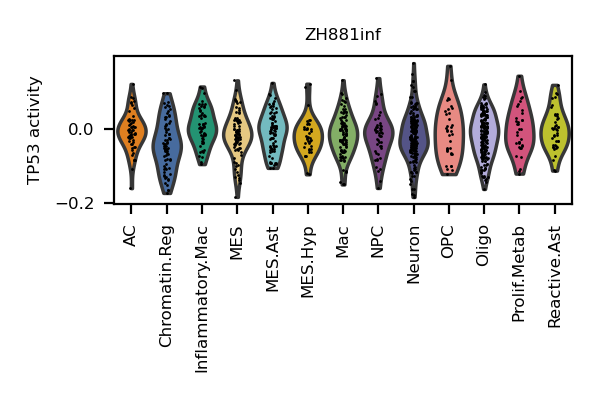 ZH881inf
TP53 activity
0.0
−0.2
AC
Chromatin.Reg
Inflammatory.Mac
MES
MES.Ast
MES.Hyp
Mac
NPC
Neuron
OPC
Oligo
Prolif.Metab
Reactive.Ast